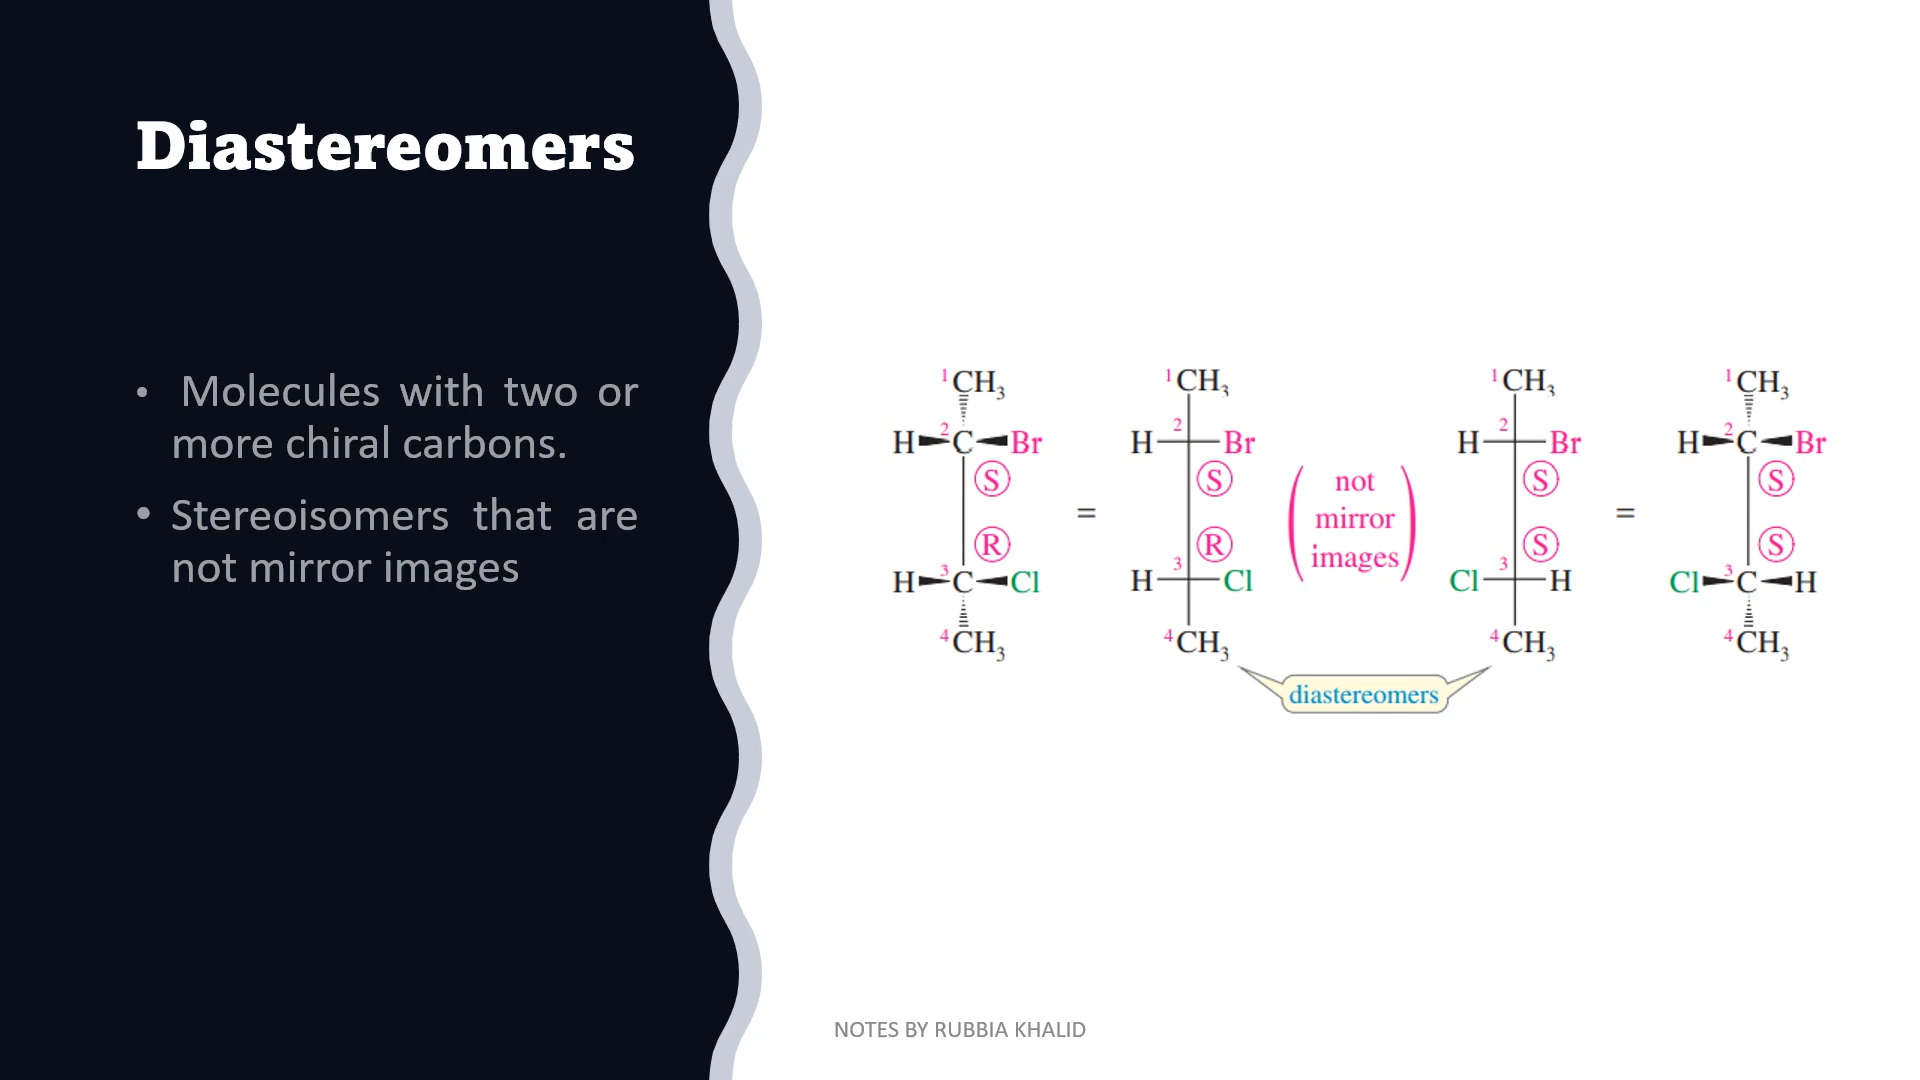 Diastereomers
• Molecules with two or
more chiral carbons.
• Stereoisomers that are
not mirror images
¹CH₃ ¹CH₃ ¹CH₃ ¹CH₃
H ²C Br H ² Br H ² Br H ²C Br
Ⓢ Ⓢ not Ⓢ Ⓢ
= mirror =
Ⓡ Ⓡ images Ⓢ Ⓢ
H ³C Cl H ³ Cl Cl ³ H Cl ³C H
⁴CH₃ ⁴CH₃ ⁴CH₃ ⁴CH₃
diastereomers
NOTES BY RUBBIA KHALID